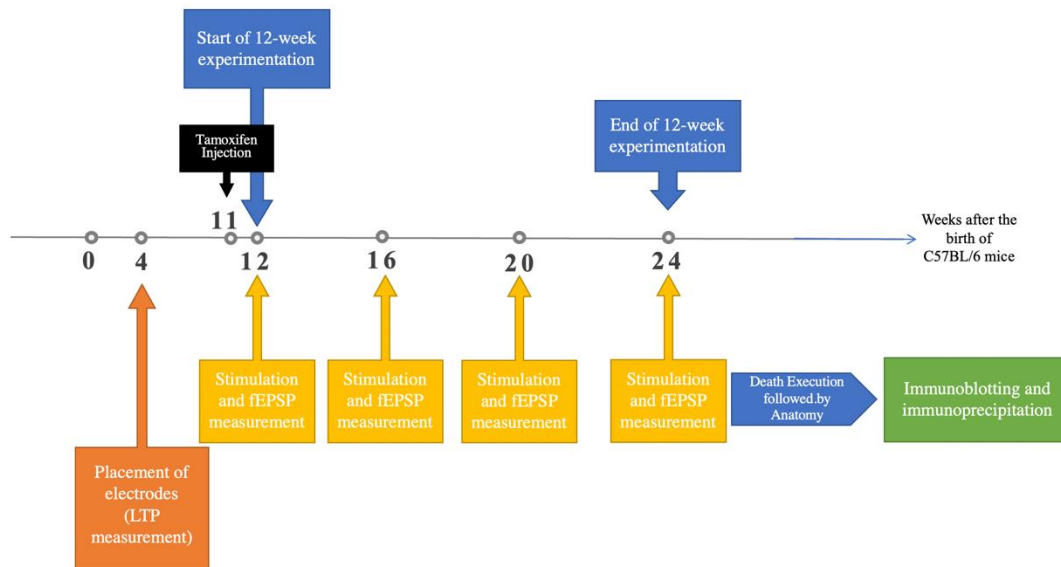 Start of 12-week
experimentation
Tamoxifen
Injection
End of 12-week
experimentation
11
0
4
12
16
20
24
Weeks after the
birth of
C57BL/6 mice
Placement of
electrodes
(LTP
measurement)
Stimulation
and fEPSP
measurement
Stimulation
and fEPSP
measurement
Stimulation
and fEPSP
measurement
Stimulation
and fEPSP
measurement
Death Execution
followed.by
Anatomy
Immunoblotting and
immunoprecipitation